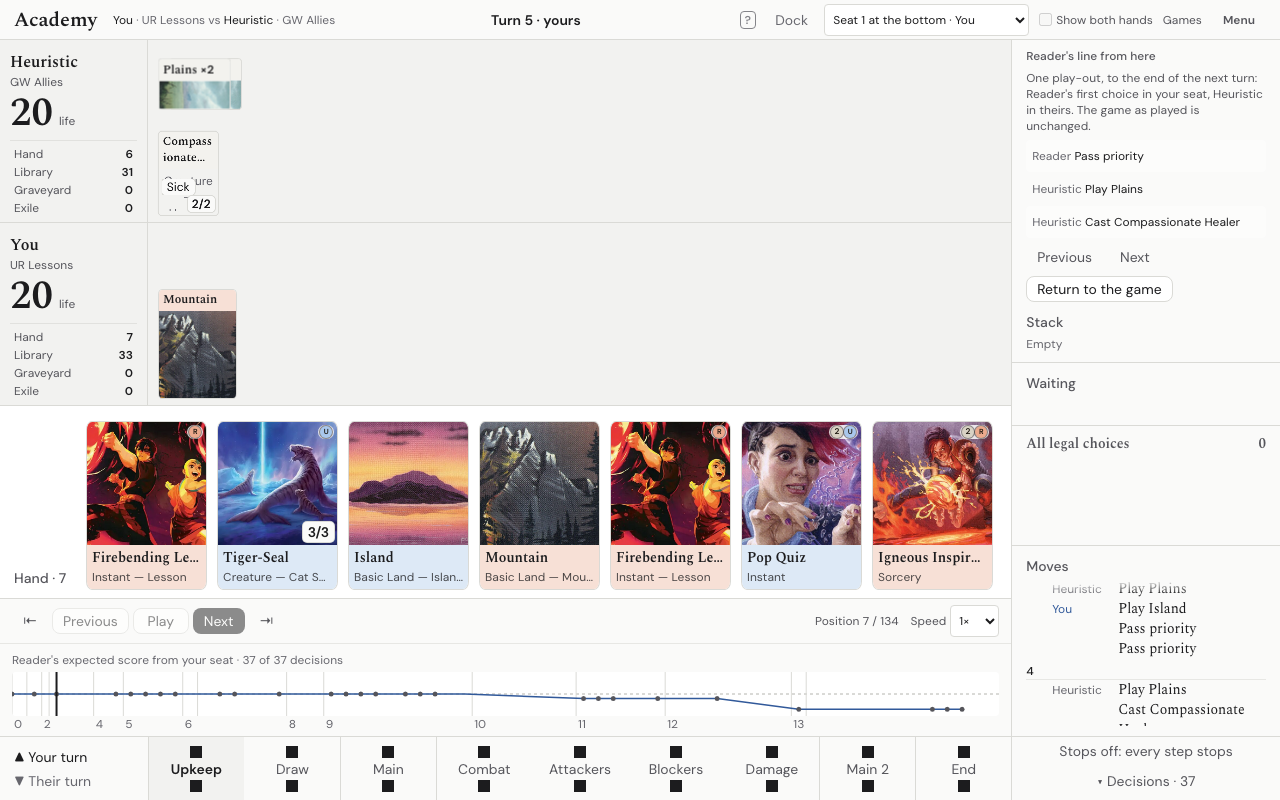 Academy
You · UR Lessons vs Heuristic · GW Allies
Turn 5 · yours
?
Dock
Seat 1 at the bottom · You
Show both hands
Games
Menu
Heuristic
GW Allies
20 life
Hand 6
Library 31
Graveyard 0
Exile 0
Plains ×2
Compass
ionate…
Sick
2/2
You
UR Lessons
20 life
Hand 7
Library 33
Graveyard 0
Exile 0
Mountain
Hand · 7
R
Firebending Le…
Instant — Lesson
U
3/3
Tiger-Seal
Creature — Cat S…
Island
Basic Land — Islan…
Mountain
Basic Land — Mou…
R
Firebending Le…
Instant — Lesson
2 U
Pop Quiz
Instant
2 R
Igneous Inspir…
Sorcery
Previous
Play
Next
Position 7 / 134
Speed
1×
Reader's expected score from your seat · 37 of 37 decisions
0 2 4 5 6 8 9 10 11 12 13
▲ Your turn
▼ Their turn
Upkeep
Draw
Main
Combat
Attackers
Blockers
Damage
Main 2
End
Reader's line from here
One play-out, to the end of the next turn:
Reader's first choice in your seat, Heuristic
in theirs. The game as played is
unchanged.
Reader Pass priority
Heuristic Play Plains
Heuristic Cast Compassionate Healer
Previous
Next
Return to the game
Stack
Empty
Waiting
All legal choices 0
Moves
Heuristic Play Plains
You Play Island
Pass priority
Pass priority
4
Heuristic Play Plains
Cast Compassionate
Stops off: every step stops
Decisions · 37